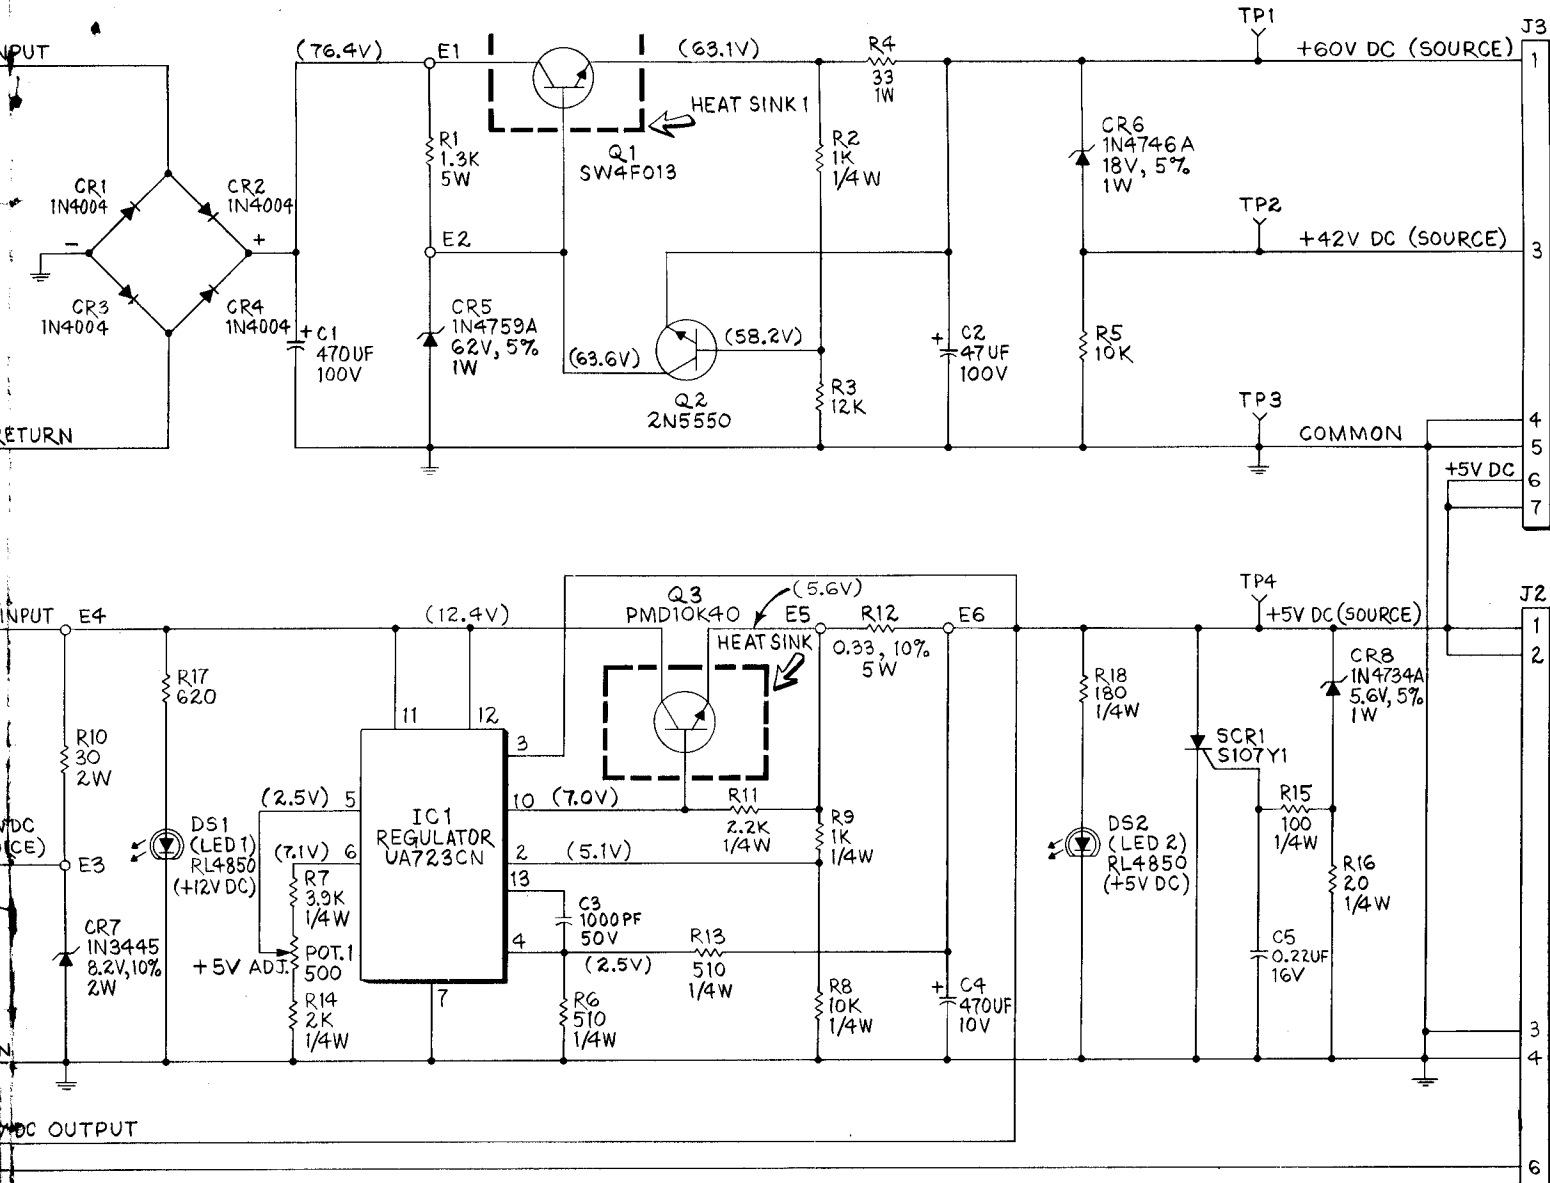 TP1
J3
(76.4V) E1 (63.1V) R4 +60V DC (SOURCE) 1
33
1W
HEAT SINK 1
Q1
SW4F013
R1
1.3K
5W
R2
1K
1/4W
CR6
1N4746A
18V, 5%
1W
CR1
1N4004
CR2
1N4004
TP2
- + E2 +42V DC (SOURCE) 3
CR3
1N4004
CR4
1N4004
+ C1
470UF
100V
CR5
1N4759A
62V, 5%
1W
(63.6V) (58.2V)
Q2
2N5550
R3
12K
+ C2
47UF
100V
R5
10K
TP3
4
RETURN COMMON 5
+5V DC 6
7
J2
TP4
INPUT E4 (12.4V) Q3
PMD10K40
(5.6V)
HEAT SINK
E5 R12 E6 +5V DC (SOURCE) 1
0.33, 10%
5W
2
R17
620
R18
180
1/4W
CR8
1N4734A
5.6V, 5%
1W
11 12
3
R10
30
2W
SCR1
S107Y1
(2.5V) 5 10 (7.0V) R11
2.2K
1/4W
IC1
REGULATOR
UA723CN
R9
1K
1/4W
R15
100
1/4W
DS1
(LED 1)
RL4850
(+12V DC)
DS2
(LED 2)
RL4850
(+5V DC)
E3
(7.1V) 6 2 (5.1V)
R7
3.9K
1/4W
13
C3
1000PF
50V
R16
20
1/4W
CR7
1N3445
8.2V, 10%
2W
+5V ADJ. POT.1
500
4 (2.5V) R13
510
1/4W
C5
0.22UF
16V
R14
2K
1/4W
7
R6
510
1/4W
R8
10K
1/4W
+ C4
470UF
10V
3
4
DC OUTPUT
6